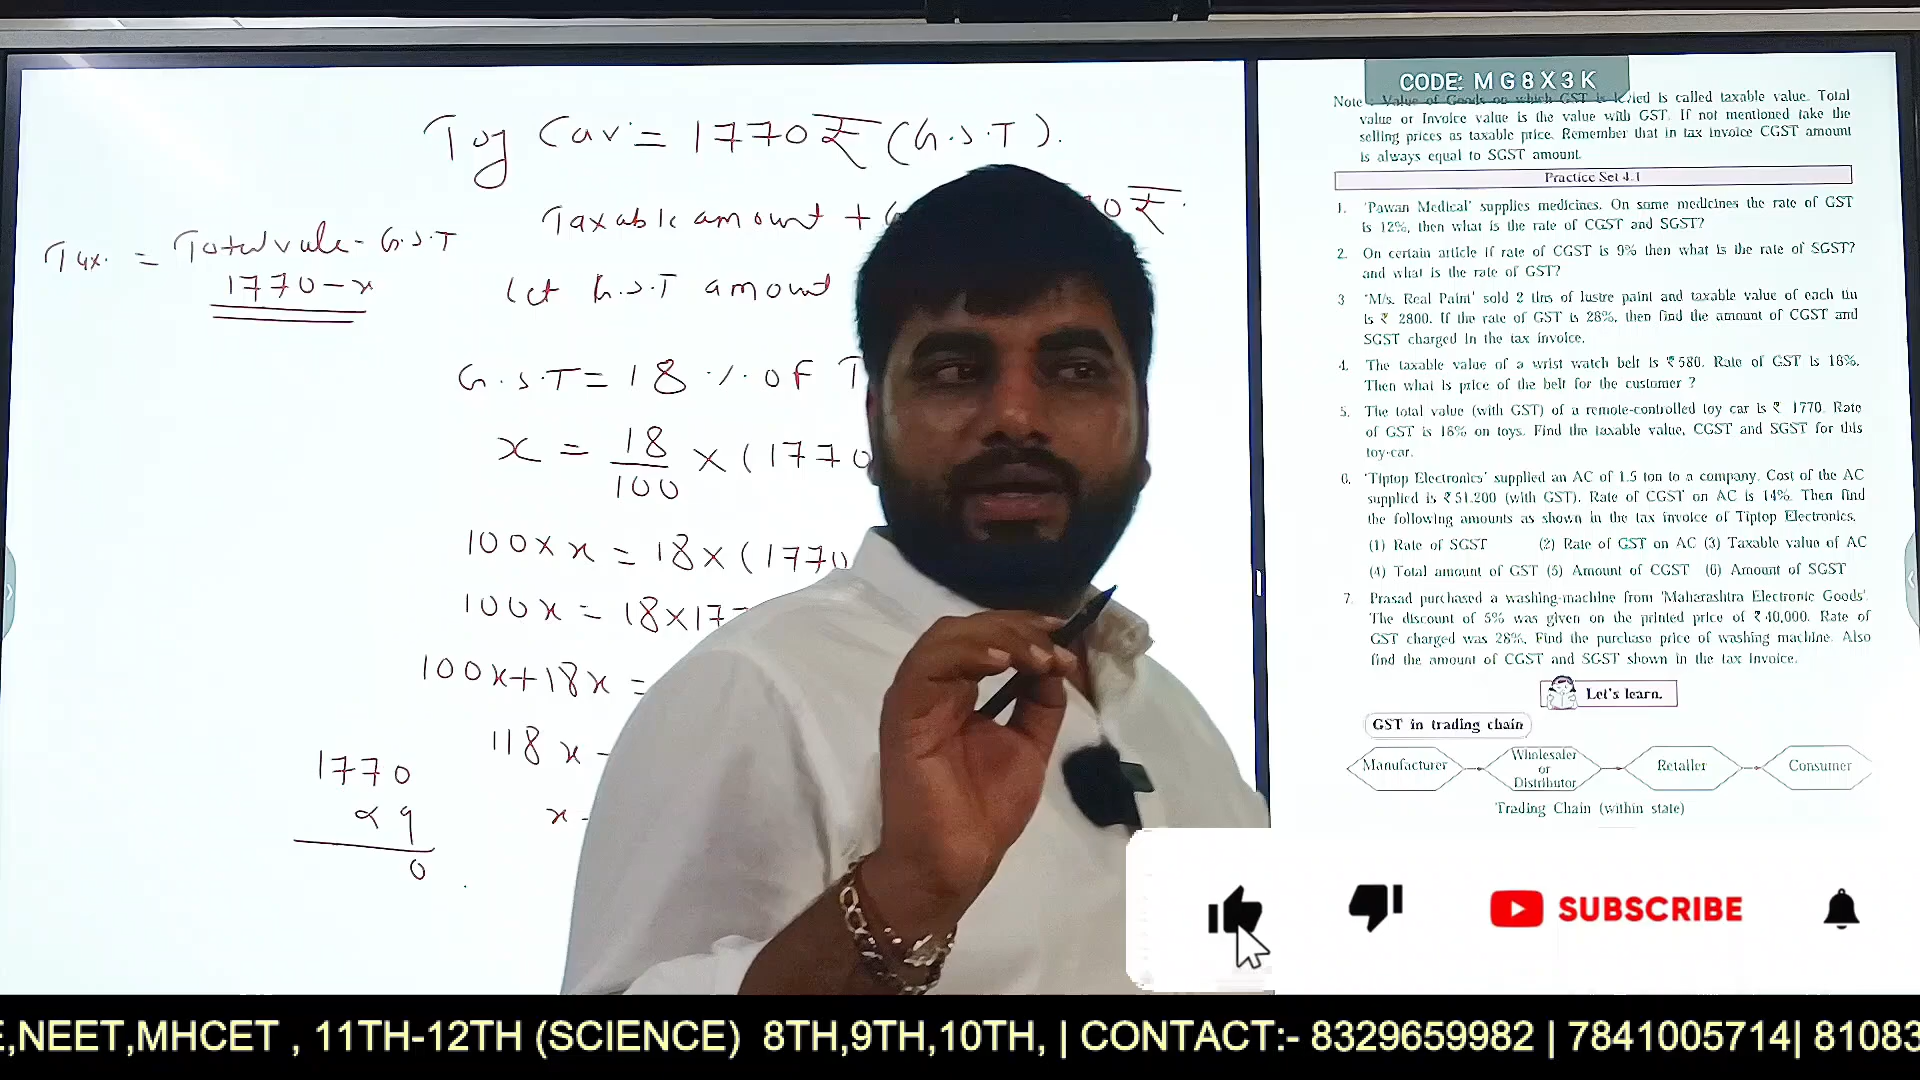 Toy Car = 1770 ₹ (G.S.T).
Taxable amount +
0 ₹.
Tax. = Total vale - G.S.T
1770 - x
let G.S.T amount
G.S.T = 18 % OF T
x = 18/100 × (1770
100 × x = 18 × (1770
100x = 18×17
100x + 18x =
118 x
x
1770
× 9
0
CODE: M G 8 X 3 K
Note : Value of Goods on which GST is levied is called taxable value. Total
value or Invoice value is the value with GST. If not mentioned take the
selling prices as taxable price. Remember that in tax invoice CGST amount
is always equal to SGST amount.
Practice Set 4.1
1. 'Pawan Medical' supplies medicines. On some medicines the rate of GST
is 12%, then what is the rate of CGST and SGST?
2. On certain article if rate of CGST is 9% then what is the rate of SGST?
and what is the rate of GST?
3 'M/s. Real Paint' sold 2 tins of lustre paint and taxable value of each tin
is ₹ 2800. If the rate of GST is 28%, then find the amount of CGST and
SGST charged in the tax invoice.
4. The taxable value of a wrist watch belt is ₹ 580. Rate of GST is 18%.
Then what is price of the belt for the customer ?
5. The total value (with GST) of a remote-controlled toy car is ₹ 1770. Rate
of GST is 18% on toys. Find the taxable value, CGST and SGST for this
toy-car.
6. 'Tiptop Electronics' supplied an AC of 1.5 ton to a company. Cost of the AC
supplied is ₹ 51,200 (with GST). Rate of CGST on AC is 14%. Then find
the following amounts as shown in the tax invoice of Tiptop Electronics.
(1) Rate of SGST (2) Rate of GST on AC (3) Taxable value of AC
(4) Total amount of GST (5) Amount of CGST (6) Amount of SGST
7. Prasad purchased a washing-machine from 'Maharashtra Electronic Goods'.
The discount of 5% was given on the printed price of ₹ 40,000. Rate of
GST charged was 28%. Find the purchase price of washing machine. Also
find the amount of CGST and SGST shown in the tax invoice.
Let's learn.
GST in trading chain
Manufacturer
Wholesaler
or
Distributor
Retailer
Consumer
Trading Chain (within state)
SUBSCRIBE
E,NEET,MHCET , 11TH-12TH (SCIENCE) 8TH,9TH,10TH, | CONTACT:- 8329659982 | 7841005714| 81083